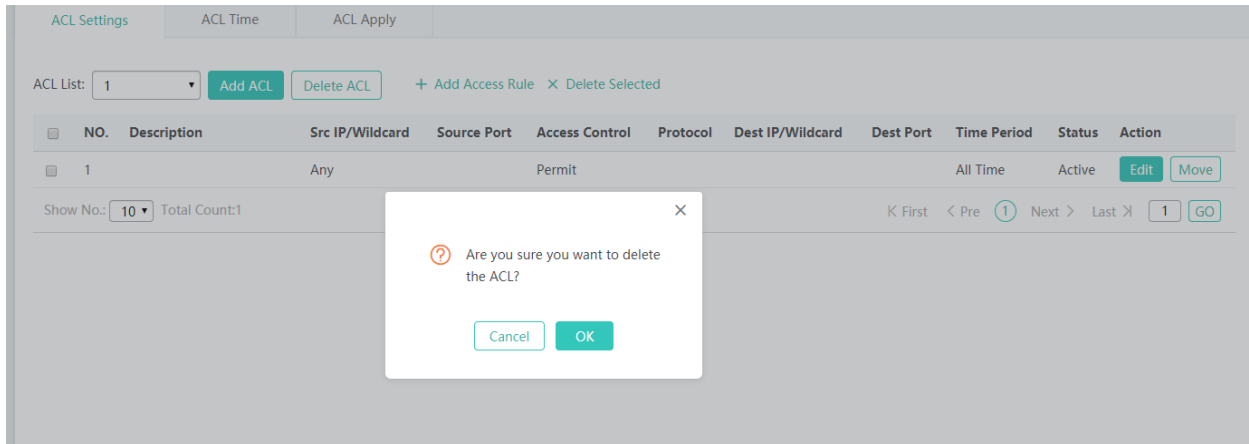 ACL Settings ACL Time ACL Apply
ACL List: 1 Add ACL Delete ACL + Add Access Rule × Delete Selected
NO. Description Src IP/Wildcard Source Port Access Control Protocol Dest IP/Wildcard Dest Port Time Period Status Action
1 Any Permit All Time Active Edit Move
Show No.: 10 Total Count:1 First < Pre 1 Next > Last 1 GO
Are you sure you want to delete
the ACL?
Cancel OK